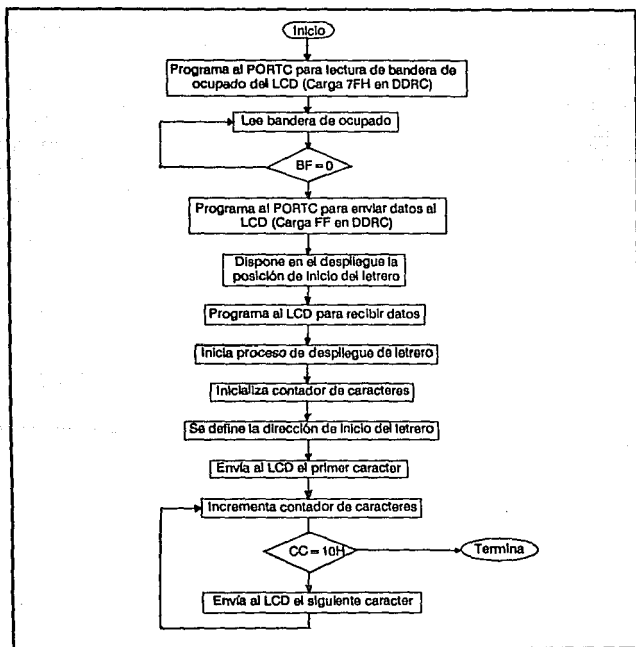 Inicio
Programa al PORTC para lectura de bandera de
ocupado del LCD (Carga 7FH en DDRC)
Lee bandera de ocupado
BF = 0
Programa al PORTC para enviar datos al
LCD (Carga FF en DDRC)
Dispone en el despliegue la
posición de inicio del letrero
Programa al LCD para recibir datos
Inicia proceso de despliegue de letrero
Inicializa contador de caracteres
Se define la dirección de inicio del letrero
Envía al LCD el primer caracter
Incrementa contador de caracteres
CC = 10H
Termina
Envía al LCD el siguiente caracter